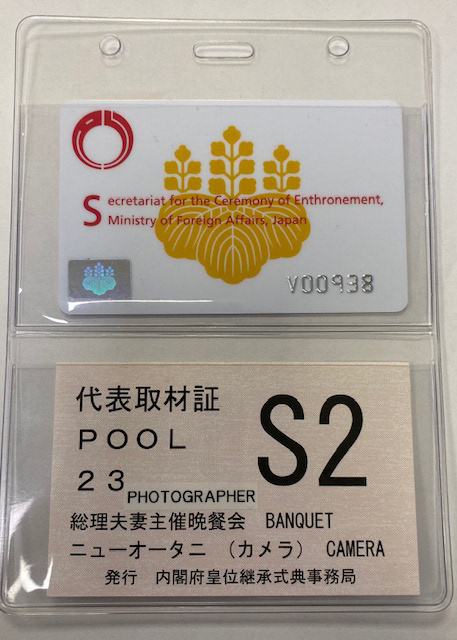 Secretariat for the Ceremony of Enthronement,
Ministry of Foreign Affairs, Japan
V00938
代表取材証
POOL
S2
23 PHOTOGRAPHER
総理夫妻主催晩餐会 BANQUET
ニューオータニ (カメラ) CAMERA
発行 内閣府皇位継承式典事務局